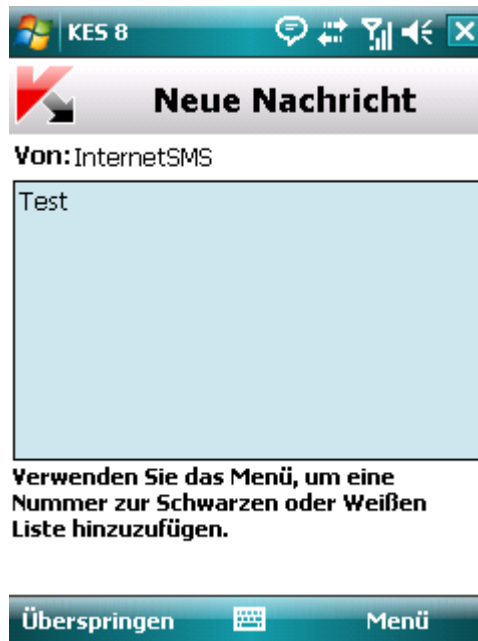 KES 8
Neue Nachricht
Von: InternetSMS
Test
Verwenden Sie das Menü, um eine
Nummer zur Schwarzen oder Weißen
Liste hinzuzufügen.
Überspringen Menü